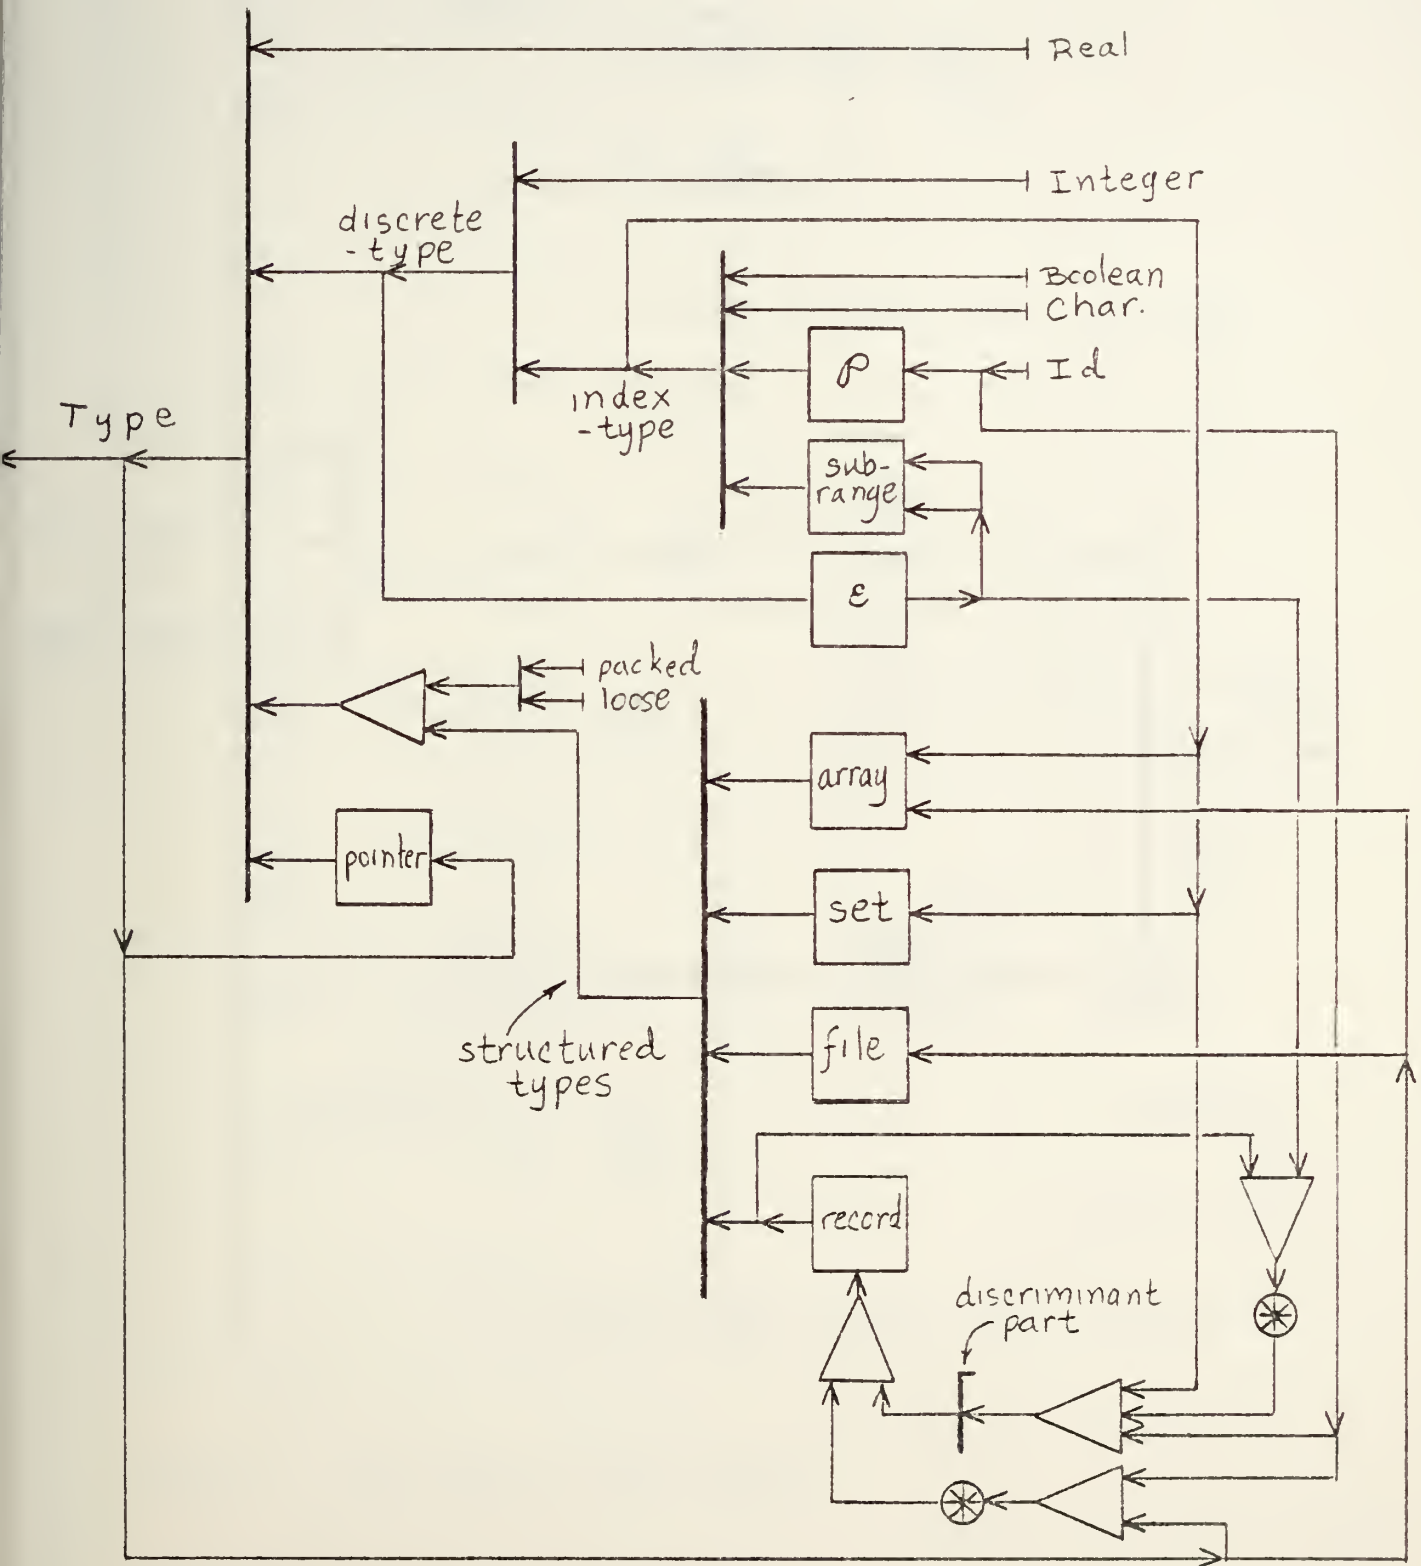 Real
Integer
discrete
-type
Boolean
Char.
℘
Id
index
-type
Type
sub-
range
ε
packed
loose
array
pointer
set
structured
types
file
record
discriminant
part